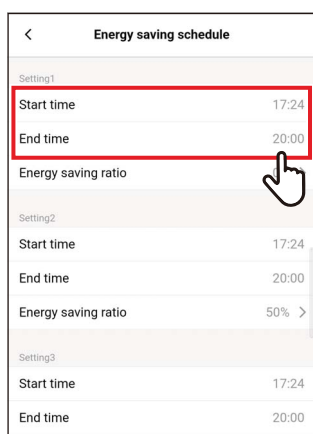 Energy saving schedule
Setting1
Start time 17:24
End time 20:00
Energy saving ratio
Setting2
Start time 17:24
End time 20:00
Energy saving ratio 50% >
Setting3
Start time 17:24
End time 20:00